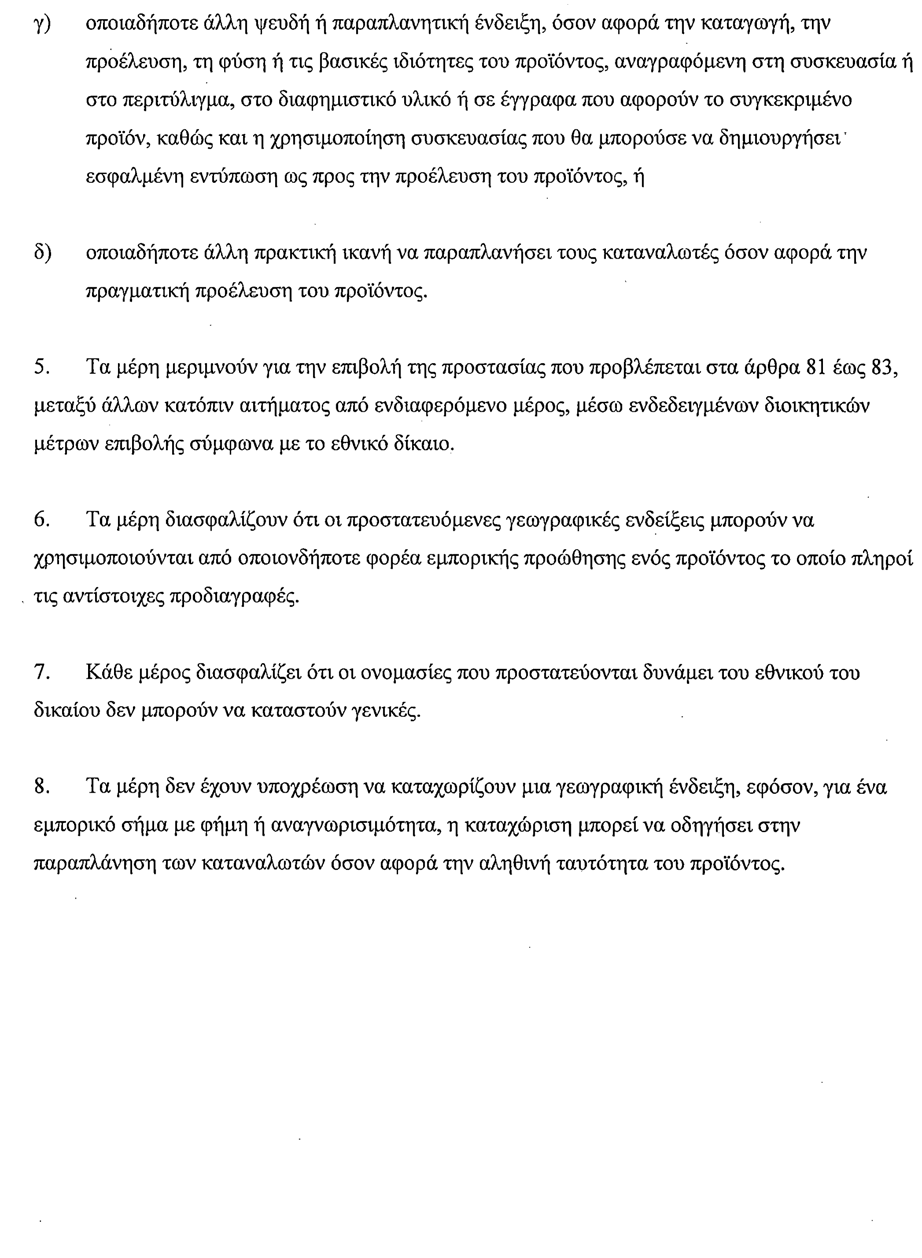 γ) οποιαδήποτε άλλη ψευδή ή παραπλανητική ένδειξη, όσον αφορά την καταγωγή, την
προέλευση, τη φύση ή τις βασικές ιδιότητες του προϊόντος, αναγραφόμενη στη συσκευασία ή
στο περιτύλιγμα, στο διαφημιστικό υλικό ή σε έγγραφα που αφορούν το συγκεκριμένο
προϊόν, καθώς και η χρησιμοποίηση συσκευασίας που θα μπορούσε να δημιουργήσει
εσφαλμένη εντύπωση ως προς την προέλευση του προϊόντος, ή
δ) οποιαδήποτε άλλη πρακτική ικανή να παραπλανήσει τους καταναλωτές όσον αφορά την
πραγματική προέλευση του προϊόντος.
5. Τα μέρη μεριμνούν για την επιβολή της προστασίας που προβλέπεται στα άρθρα 81 έως 83,
μεταξύ άλλων κατόπιν αιτήματος από ενδιαφερόμενο μέρος, μέσω ενδεδειγμένων διοικητικών
μέτρων επιβολής σύμφωνα με το εθνικό δίκαιο.
6. Τα μέρη διασφαλίζουν ότι οι προστατευόμενες γεωγραφικές ενδείξεις μπορούν να
χρησιμοποιούνται από οποιονδήποτε φορέα εμπορικής προώθησης ενός προϊόντος το οποίο πληροί
τις αντίστοιχες προδιαγραφές.
7. Κάθε μέρος διασφαλίζει ότι οι ονομασίες που προστατεύονται δυνάμει του εθνικού του
δικαίου δεν μπορούν να καταστούν γενικές.
8. Τα μέρη δεν έχουν υποχρέωση να καταχωρίζουν μια γεωγραφική ένδειξη, εφόσον, για ένα
εμπορικό σήμα με φήμη ή αναγνωρισιμότητα, η καταχώριση μπορεί να οδηγήσει στην
παραπλάνηση των καταναλωτών όσον αφορά την αληθινή ταυτότητα του προϊόντος.